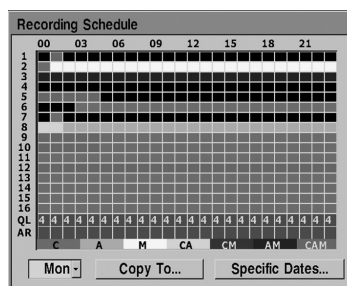 Recording Schedule
00 03 06 09 12 15 18 21
1
2
3
4
5
6
7
8
9
10
11
12
13
14
15
16
QL 4 4 4 4 4 4 4 4 4 4 4 4 4 4 4 4 4 4 4 4 4 4 4 4
AR
C A M CA CM AM CAM
Mon Copy To... Specific Dates...